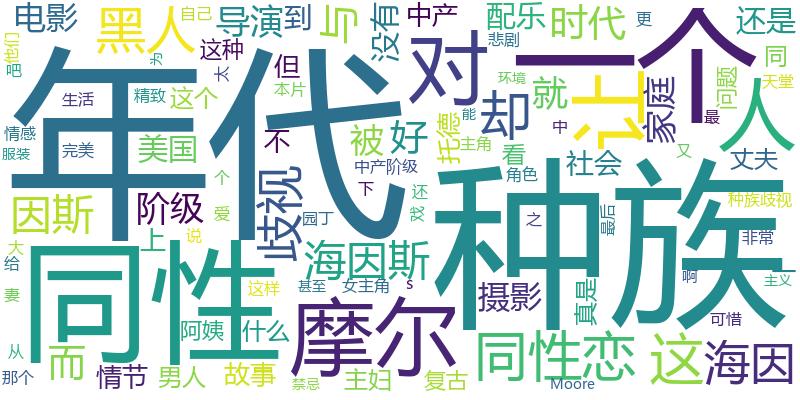 电影
黑人
自己
导演
到
与
没有
中产
配乐
时代
更
还是
他们
吧
这种
为
太
但
悲剧
同
年代
对
一个
生活
精致
这个
本片
环境
就
让
家庭
问题
天堂
人
情感
服装
完美
美国
不
被
好
却
能
中
最
托德
主角
看
社会
又
丈夫
因斯
阶级
歧视
中产阶级
下
还
戏
角色
种族
种族歧视
个
爱
园丁
之
最后
非常
大
给
上
说
同性
海因斯
摄影
真是
啊
主义
妻
这样
甚至
女主角
s
可惜
阿姨
什么
摩尔
同性恋
这
海因
从
那个
而
情节
男人
故事
禁忌
主妇
复古
Moore